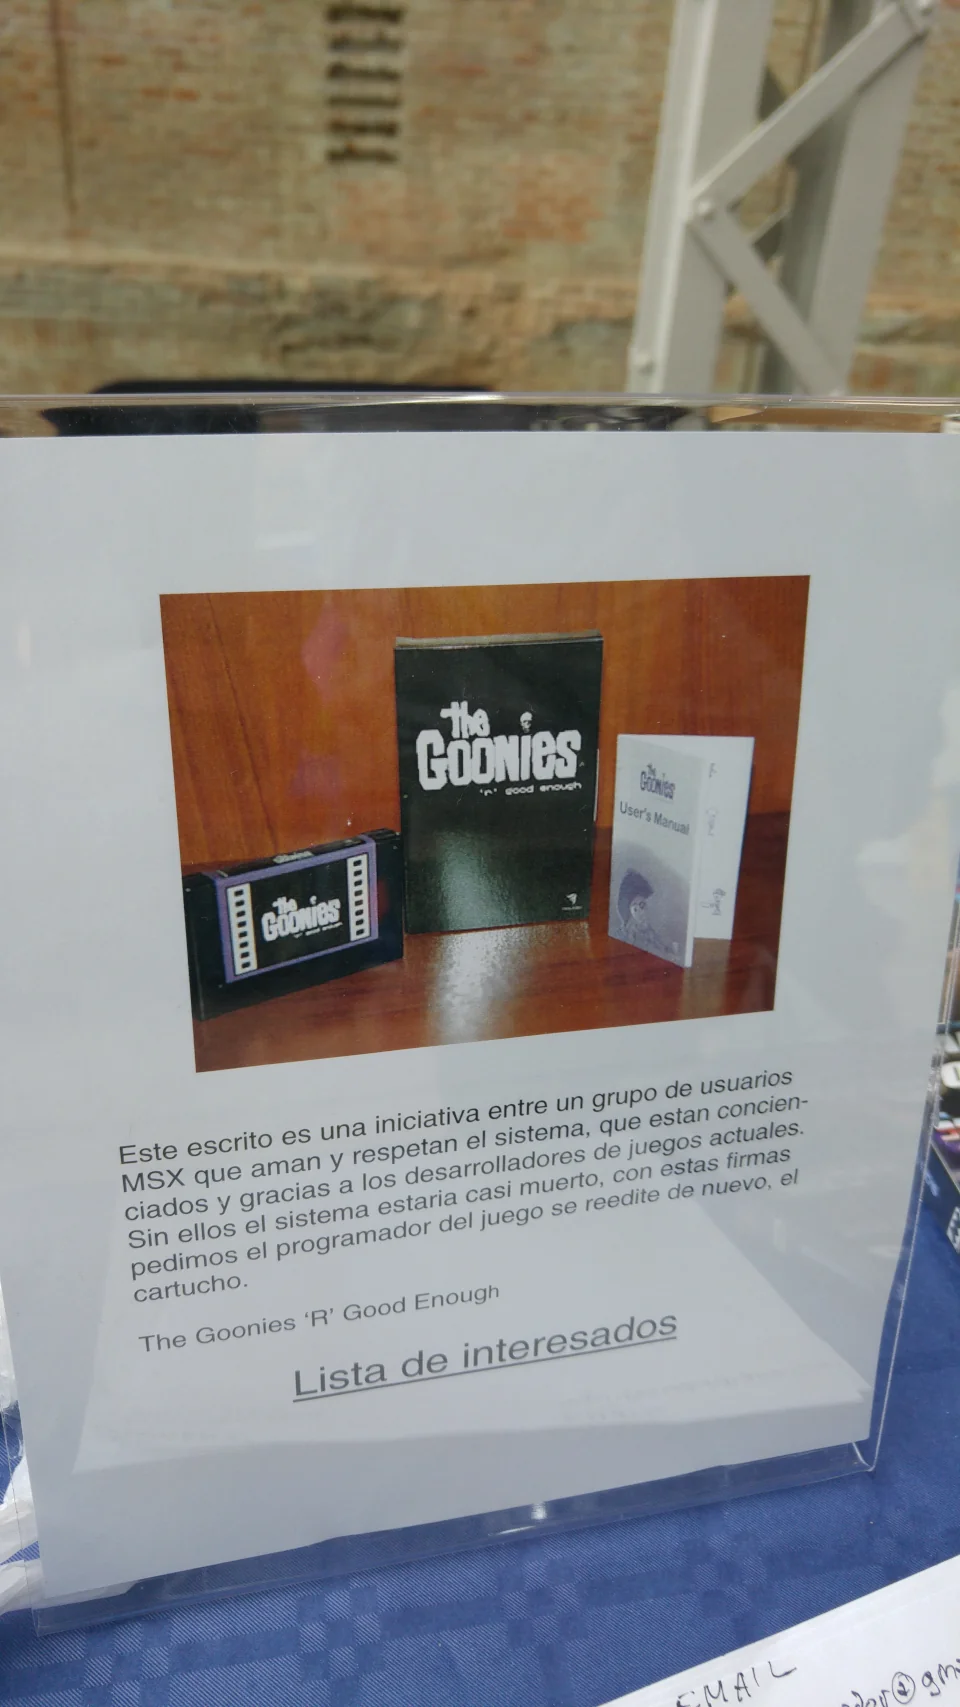 the
GOONIES
'r' good enough
the
GOONIES
User's Manual
the
GOONIES
'r' good enough
Este escrito es una iniciativa entre un grupo de usuarios
MSX que aman y respetan el sistema, que estan concien-
ciados y gracias a los desarrolladores de juegos actuales.
Sin ellos el sistema estaria casi muerto, con estas firmas
pedimos el programador del juego se reedite de nuevo, el
cartucho.
The Goonies ‘R’ Good Enough
Lista de interesados
EMAIL